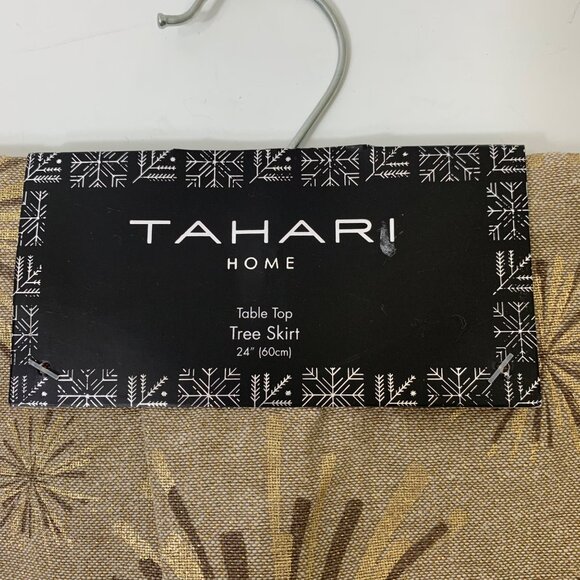 TAHARI
HOME
Table Top
Tree Skirt
24" (60cm)